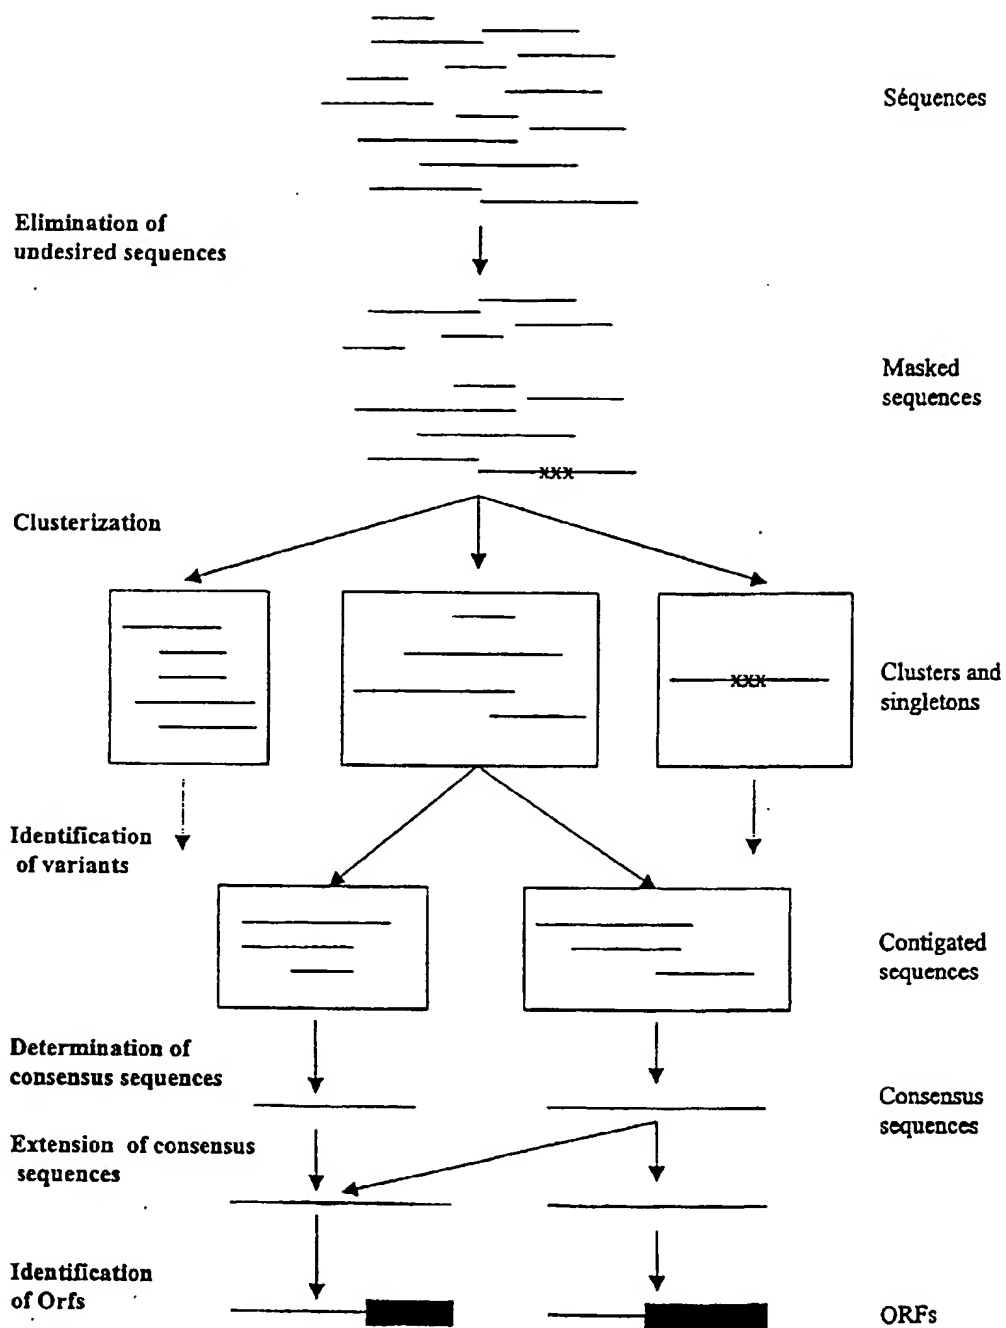 Séquences
Elimination of
undesired sequences
Masked
sequences
xxx
Clusterization
Clusters and
singletons
xxx
Identification
of variants
Contigated
sequences
Determination of
consensus sequences
Consensus
sequences
Extension of consensus
sequences
Identification
of Orfs
ORFs